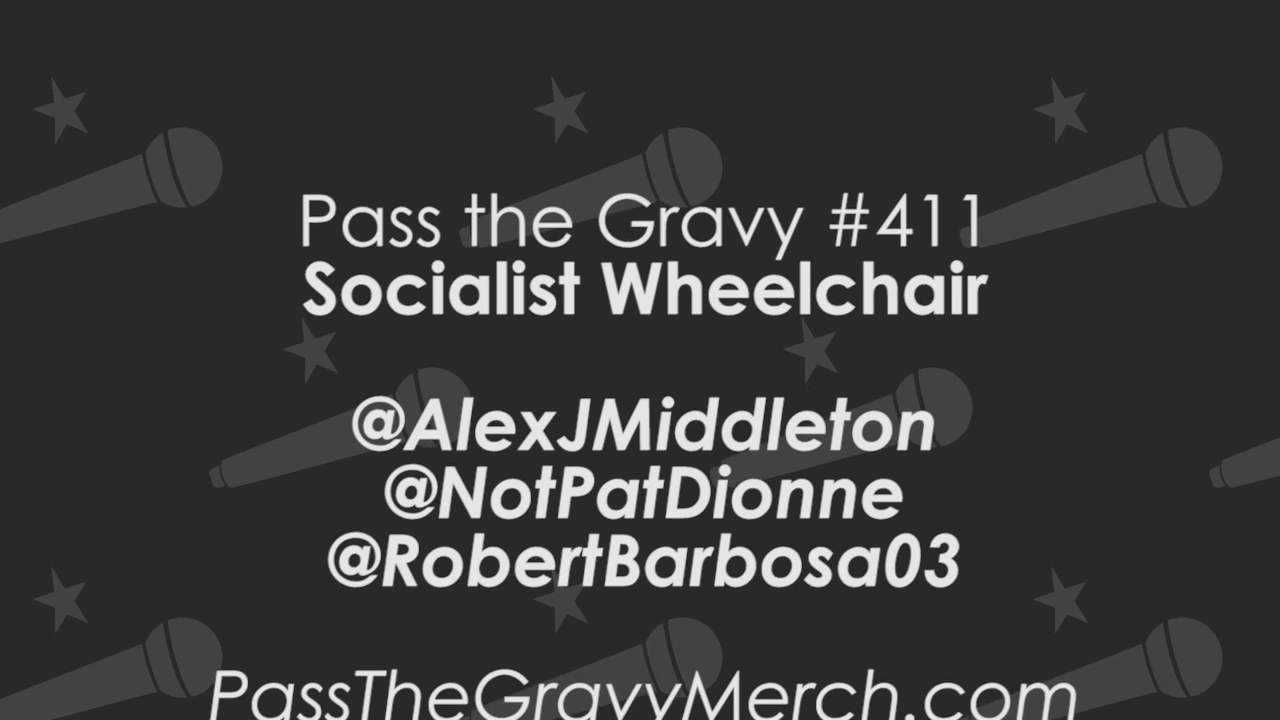 Pass the Gravy #411
Socialist Wheelchair
@AlexJMiddleton
@NotPatDionne
@RobertBarbosa03
PassTheGravyMerch.com